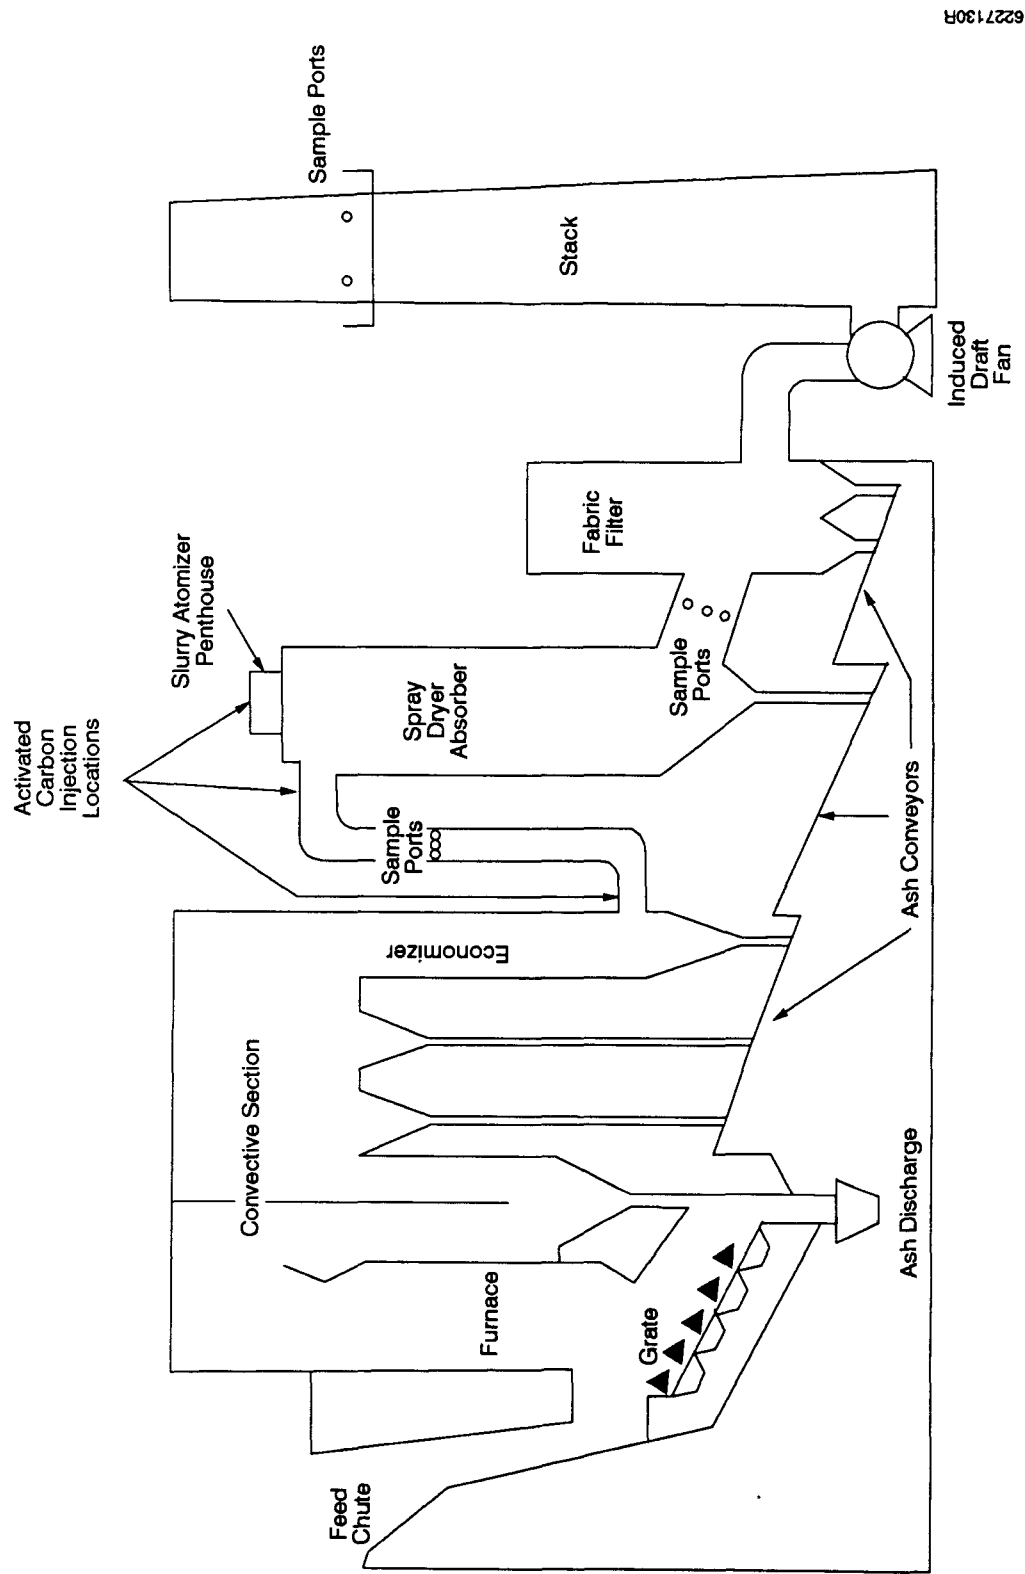 Activated
Carbon
Injection
Locations
Slurry Atomizer
Penthouse
Sample Ports
Feed
Chute
Furnace
Convective Section
Economizer
Sample
Ports
Spray
Dryer
Absorber
Sample
Ports
Fabric
Filter
Stack
Grate
Ash Discharge
Ash Conveyors
Induced
Draft
Fan
6227130R